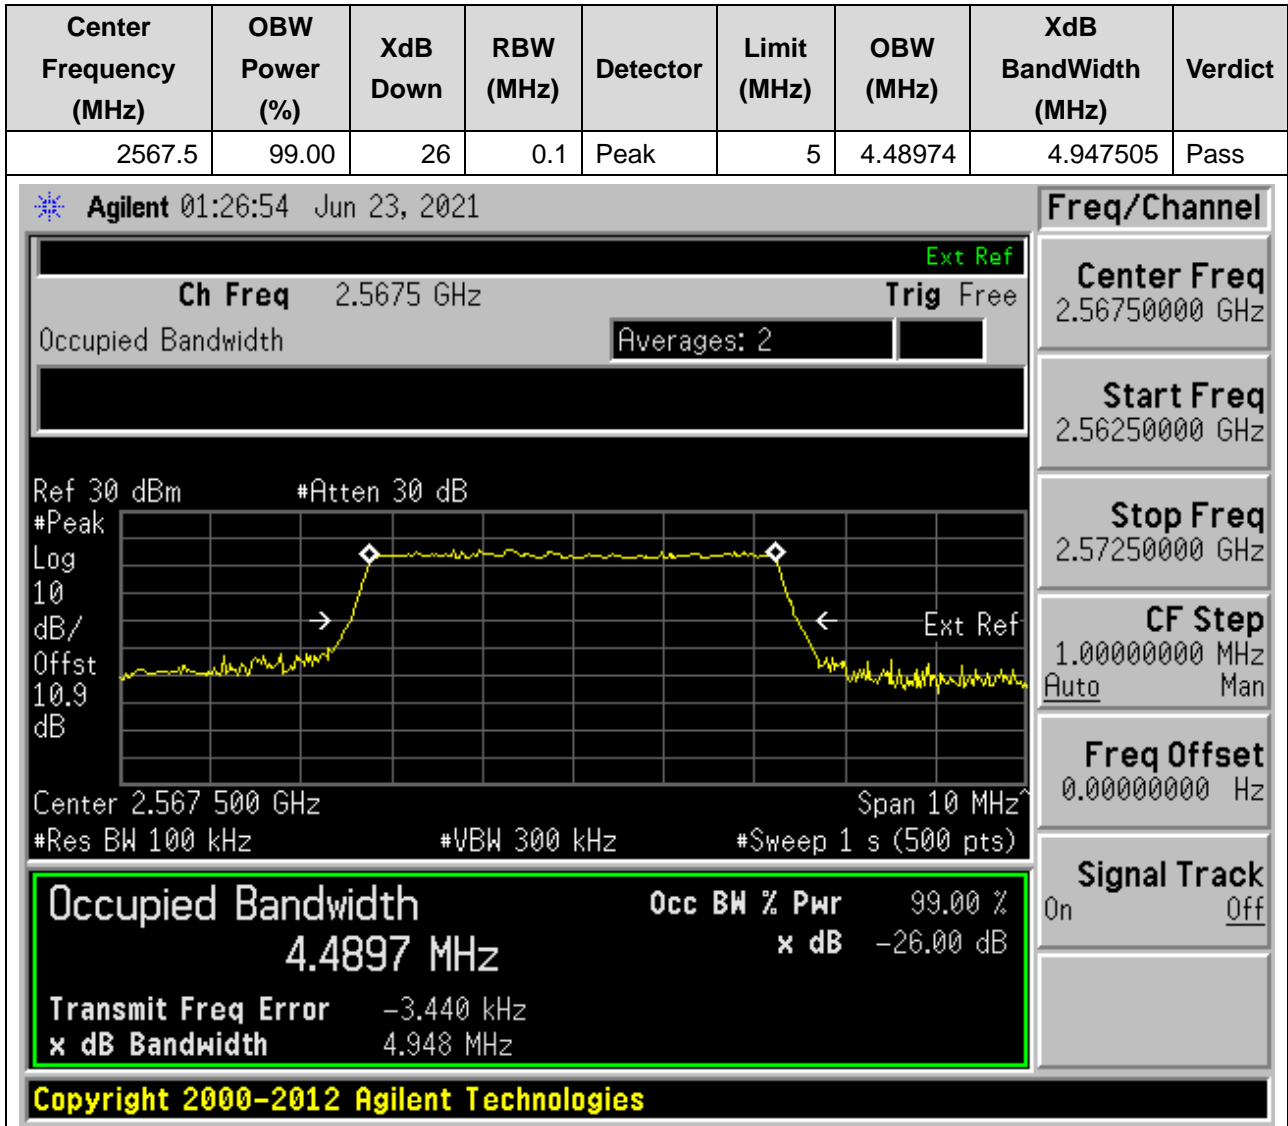 Center Frequency (MHz) OBW Power (%) XdB Down RBW (MHz) Detector Limit (MHz) OBW (MHz) XdB BandWidth (MHz) Verdict
2567.5 99.00 26 0.1 Peak 5 4.48974 4.947505 Pass
Agilent 01:26:54 Jun 23, 2021
Freq/Channel
Ext Ref
Ch Freq 2.5675 GHz Trig Free
Occupied Bandwidth Averages: 2
Center Freq
2.56750000 GHz
Start Freq
2.56250000 GHz
Stop Freq
2.57250000 GHz
CF Step
1.00000000 MHz
Auto Man
Freq Offset
0.00000000 Hz
Signal Track
On Off
Ref 30 dBm #Atten 30 dB
#Peak
Log
10
dB/
Offst
10.9
dB
Ext Ref
Center 2.567 500 GHz Span 10 MHz^
#Res BW 100 kHz #VBW 300 kHz #Sweep 1 s (500 pts)
Occupied Bandwidth Occ BW % Pwr 99.00 %
4.4897 MHz x dB -26.00 dB
Transmit Freq Error -3.440 kHz
x dB Bandwidth 4.948 MHz
Copyright 2000-2012 Agilent Technologies